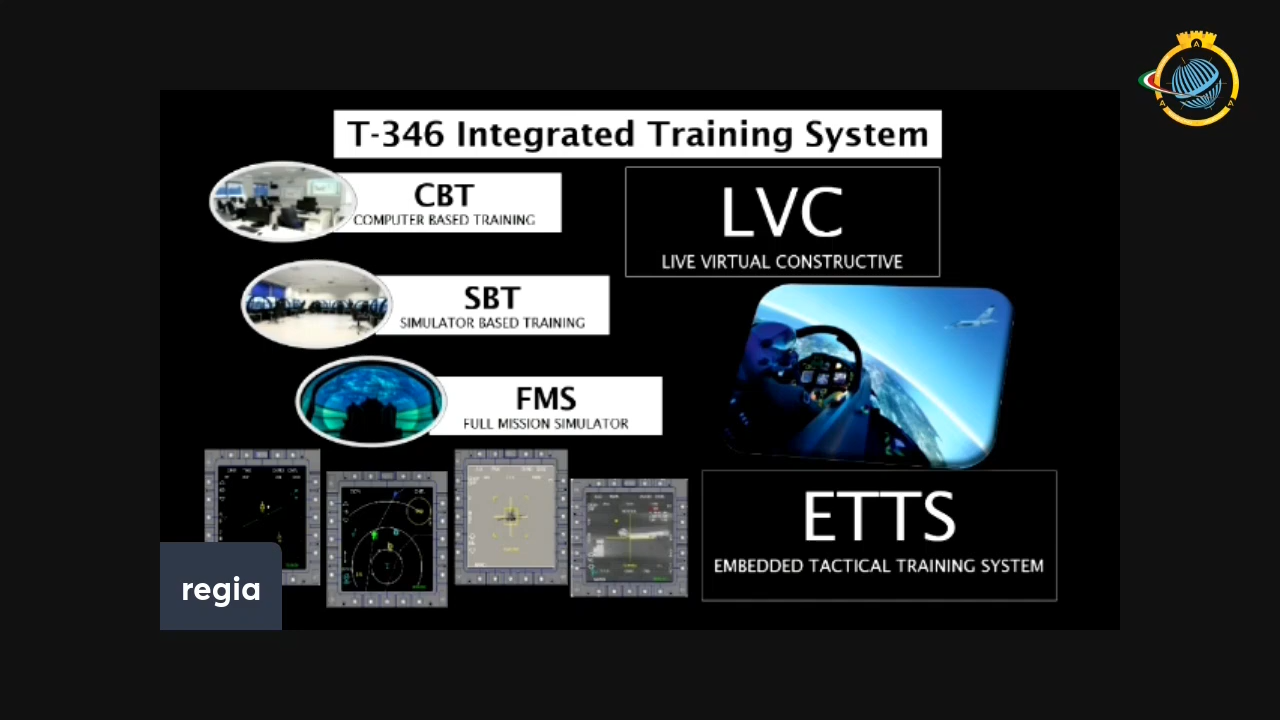 T-346 Integrated Training System
CBT
COMPUTER BASED TRAINING
LVC
LIVE VIRTUAL CONSTRUCTIVE
SBT
SIMULATOR BASED TRAINING
FMS
FULL MISSION SIMULATOR
ETTS
EMBEDDED TACTICAL TRAINING SYSTEM
regia